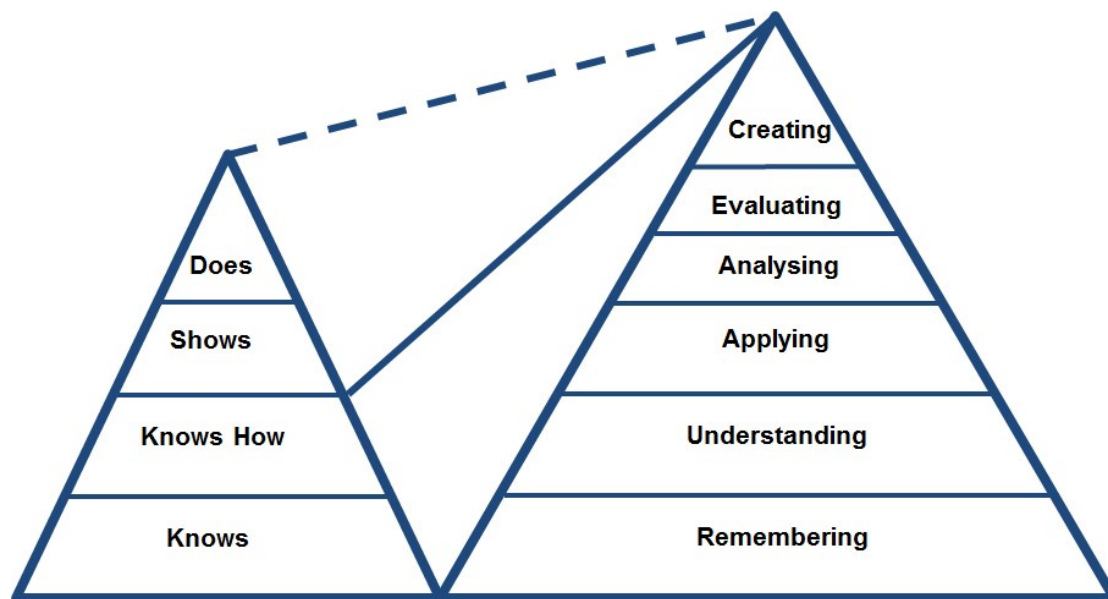 Does
Shows
Knows How
Knows
Creating
Evaluating
Analysing
Applying
Understanding
Remembering